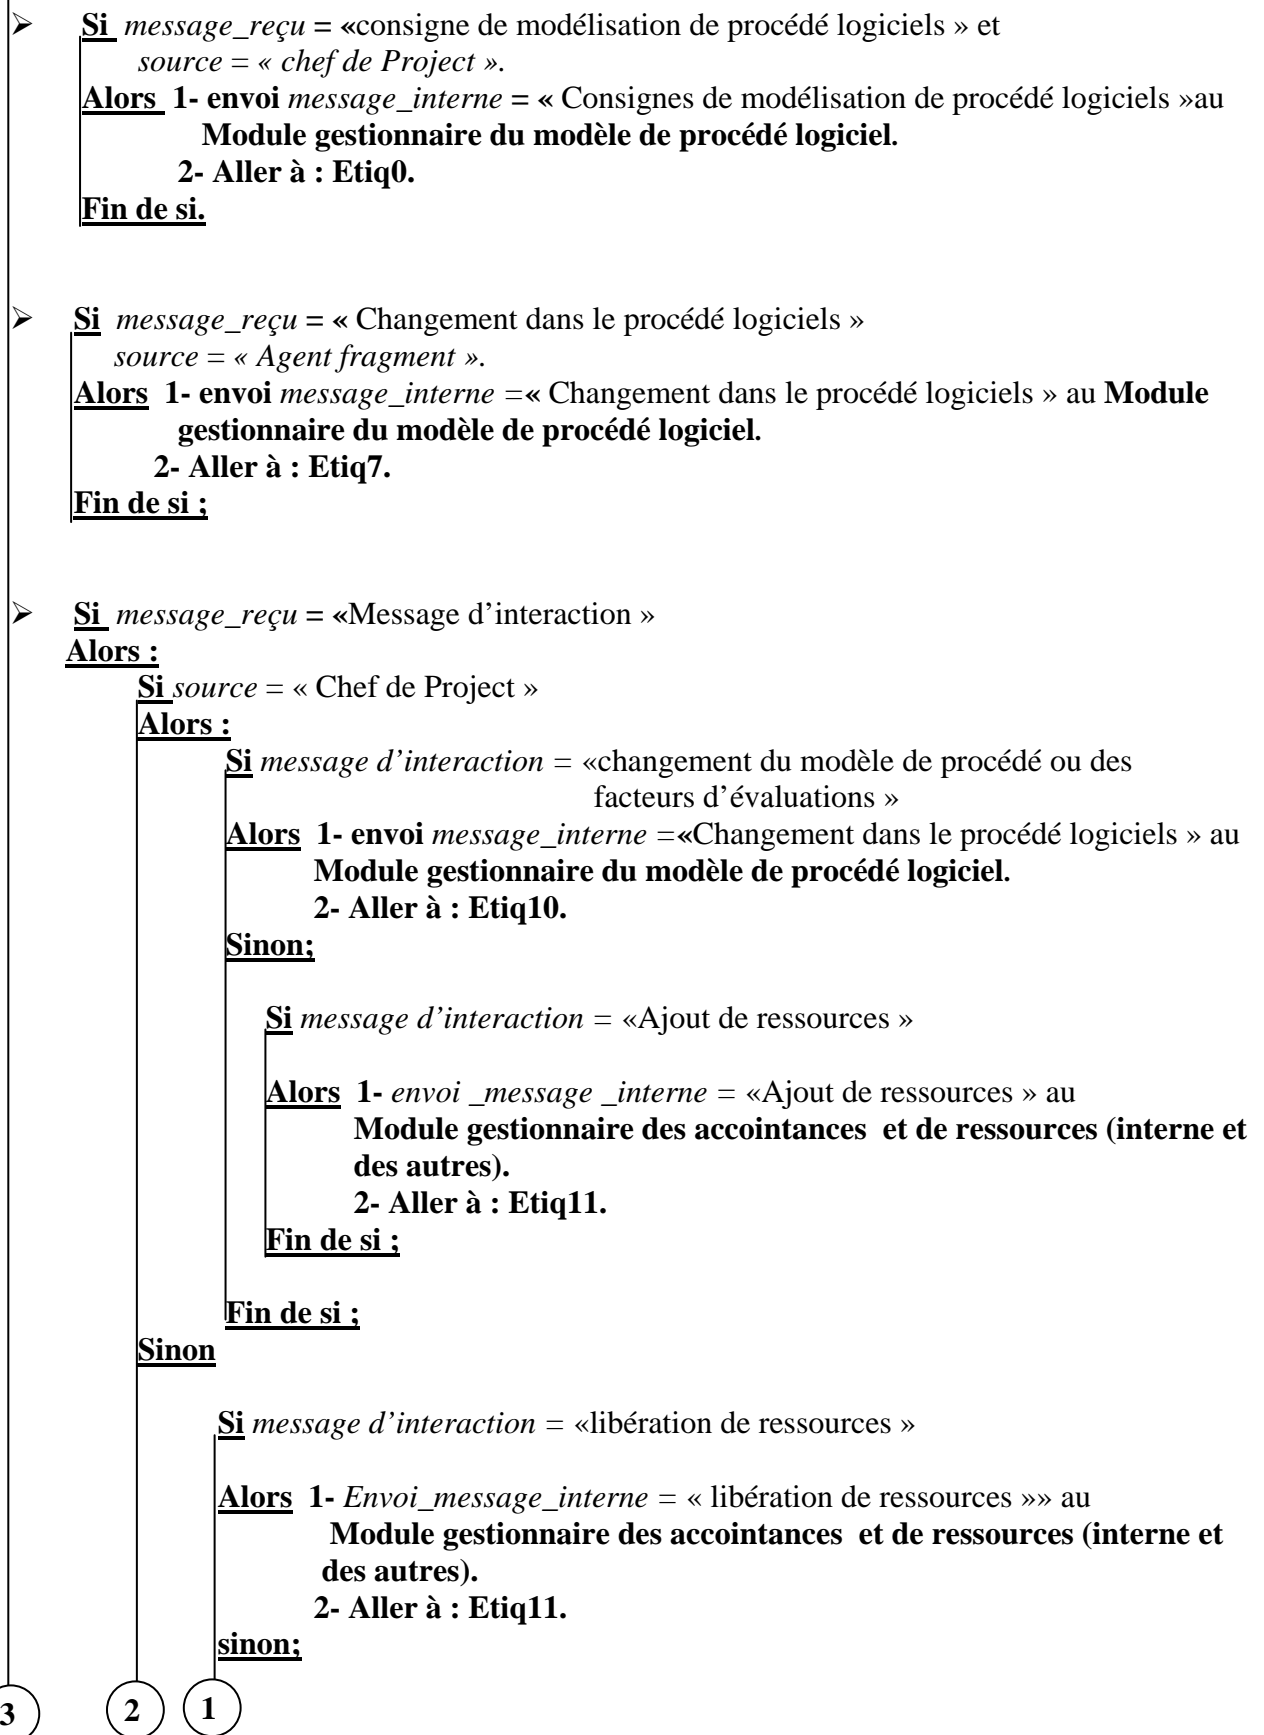 ➢ Si message_reçu = «consigne de modélisation de procédé logiciels » et
source = « chef de Project ».
Alors 1- envoi message_interne = « Consignes de modélisation de procédé logiciels »au
Module gestionnaire du modèle de procédé logiciel.
2- Aller à : Etiq0.
Fin de si.
➢ Si message_reçu = « Changement dans le procédé logiciels »
source = « Agent fragment ».
Alors 1- envoi message_interne =« Changement dans le procédé logiciels » au Module
gestionnaire du modèle de procédé logiciel.
2- Aller à : Etiq7.
Fin de si ;
➢ Si message_reçu = «Message d’interaction »
Alors :
Si source = « Chef de Project »
Alors :
Si message d’interaction = «changement du modèle de procédé ou des
facteurs d’évaluations »
Alors 1- envoi message_interne =«Changement dans le procédé logiciels » au
Module gestionnaire du modèle de procédé logiciel.
2- Aller à : Etiq10.
Sinon;
Si message d’interaction = «Ajout de ressources »
Alors 1- envoi _message _interne = «Ajout de ressources » au
Module gestionnaire des accointances et de ressources (interne et
des autres).
2- Aller à : Etiq11.
Fin de si ;
Fin de si ;
Sinon
Si message d’interaction = «libération de ressources »
Alors 1- Envoi_message_interne = « libération de ressources »» au
Module gestionnaire des accointances et de ressources (interne et
des autres).
2- Aller à : Etiq11.
sinon;
3 2 1